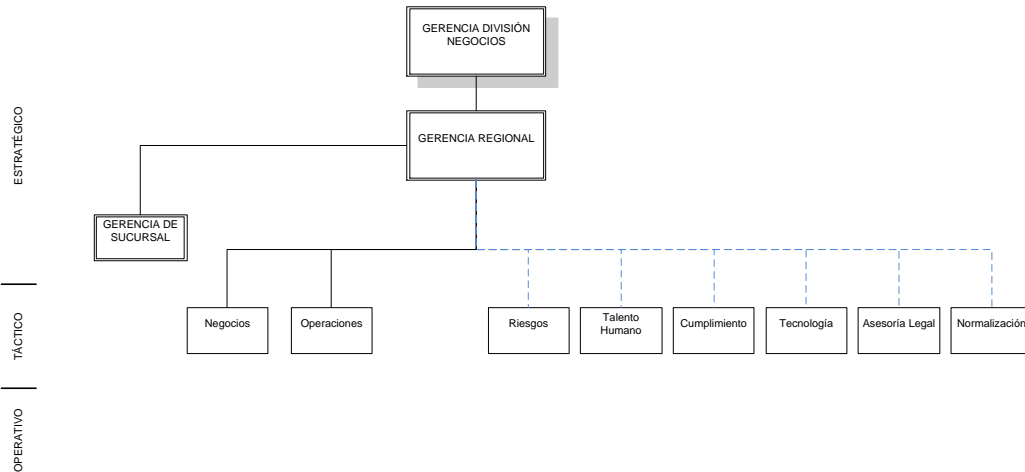 GERENCIA DIVISIÓN
NEGOCIOS
ESTRATÉGICO
GERENCIA REGIONAL
GERENCIA DE
SUCURSAL
TÁCTICO
Negocios
Operaciones
Riesgos
Talento
Humano
Cumplimiento
Tecnología
Asesoría Legal
Normalización
OPERATIVO